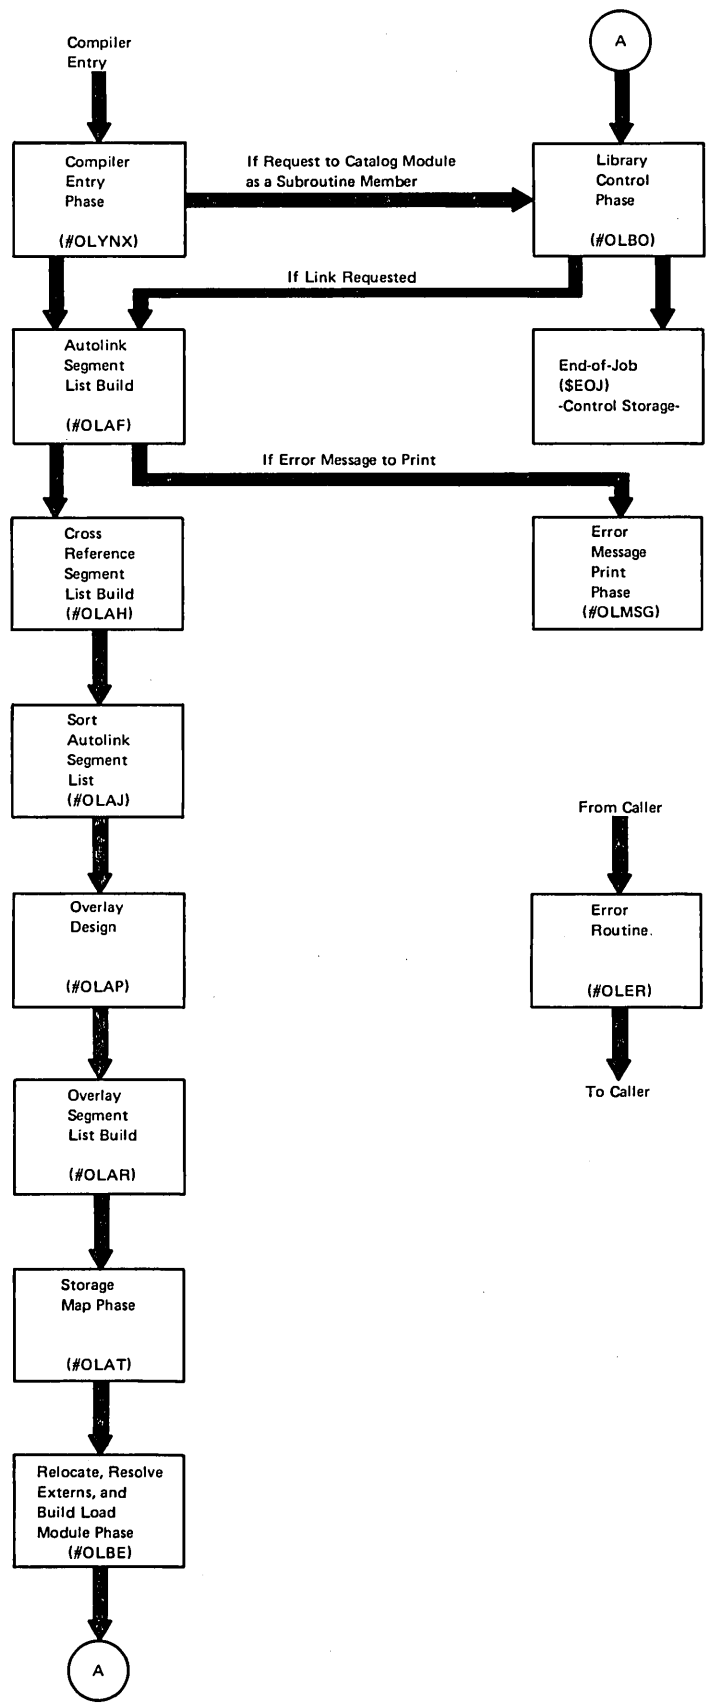 Compiler
Entry
A
Compiler
Entry
Phase
(#OLYNX)
If Request to Catalog Module
as a Subroutine Member
Library
Control
Phase
(#OLBO)
If Link Requested
Autolink
Segment
List Build
(#OLAF)
End-of-Job
($EOJ)
-Control Storage-
If Error Message to Print
Cross
Reference
Segment
List Build
(#OLAH)
Error
Message
Print
Phase
(#OLMSG)
Sort
Autolink
Segment
List
(#OLAJ)
From Caller
Overlay
Design
(#OLAP)
Error
Routine.
(#OLER)
To Caller
Overlay
Segment
List Build
(#OLAR)
Storage
Map Phase
(#OLAT)
Relocate, Resolve
Externs, and
Build Load
Module Phase
(#OLBE)
A